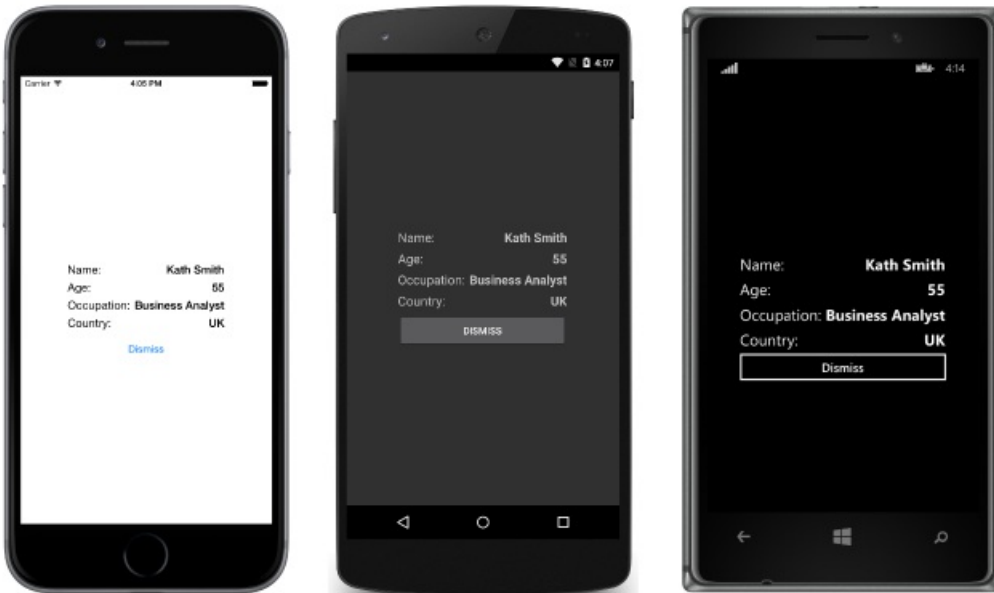 Carrier 4:05 PM
Name: Kath Smith
Age: 55
Occupation: Business Analyst
Country: UK
Dismiss
4:07
Name: Kath Smith
Age: 55
Occupation: Business Analyst
Country: UK
DISMISS
4:14
Name: Kath Smith
Age: 55
Occupation: Business Analyst
Country: UK
Dismiss